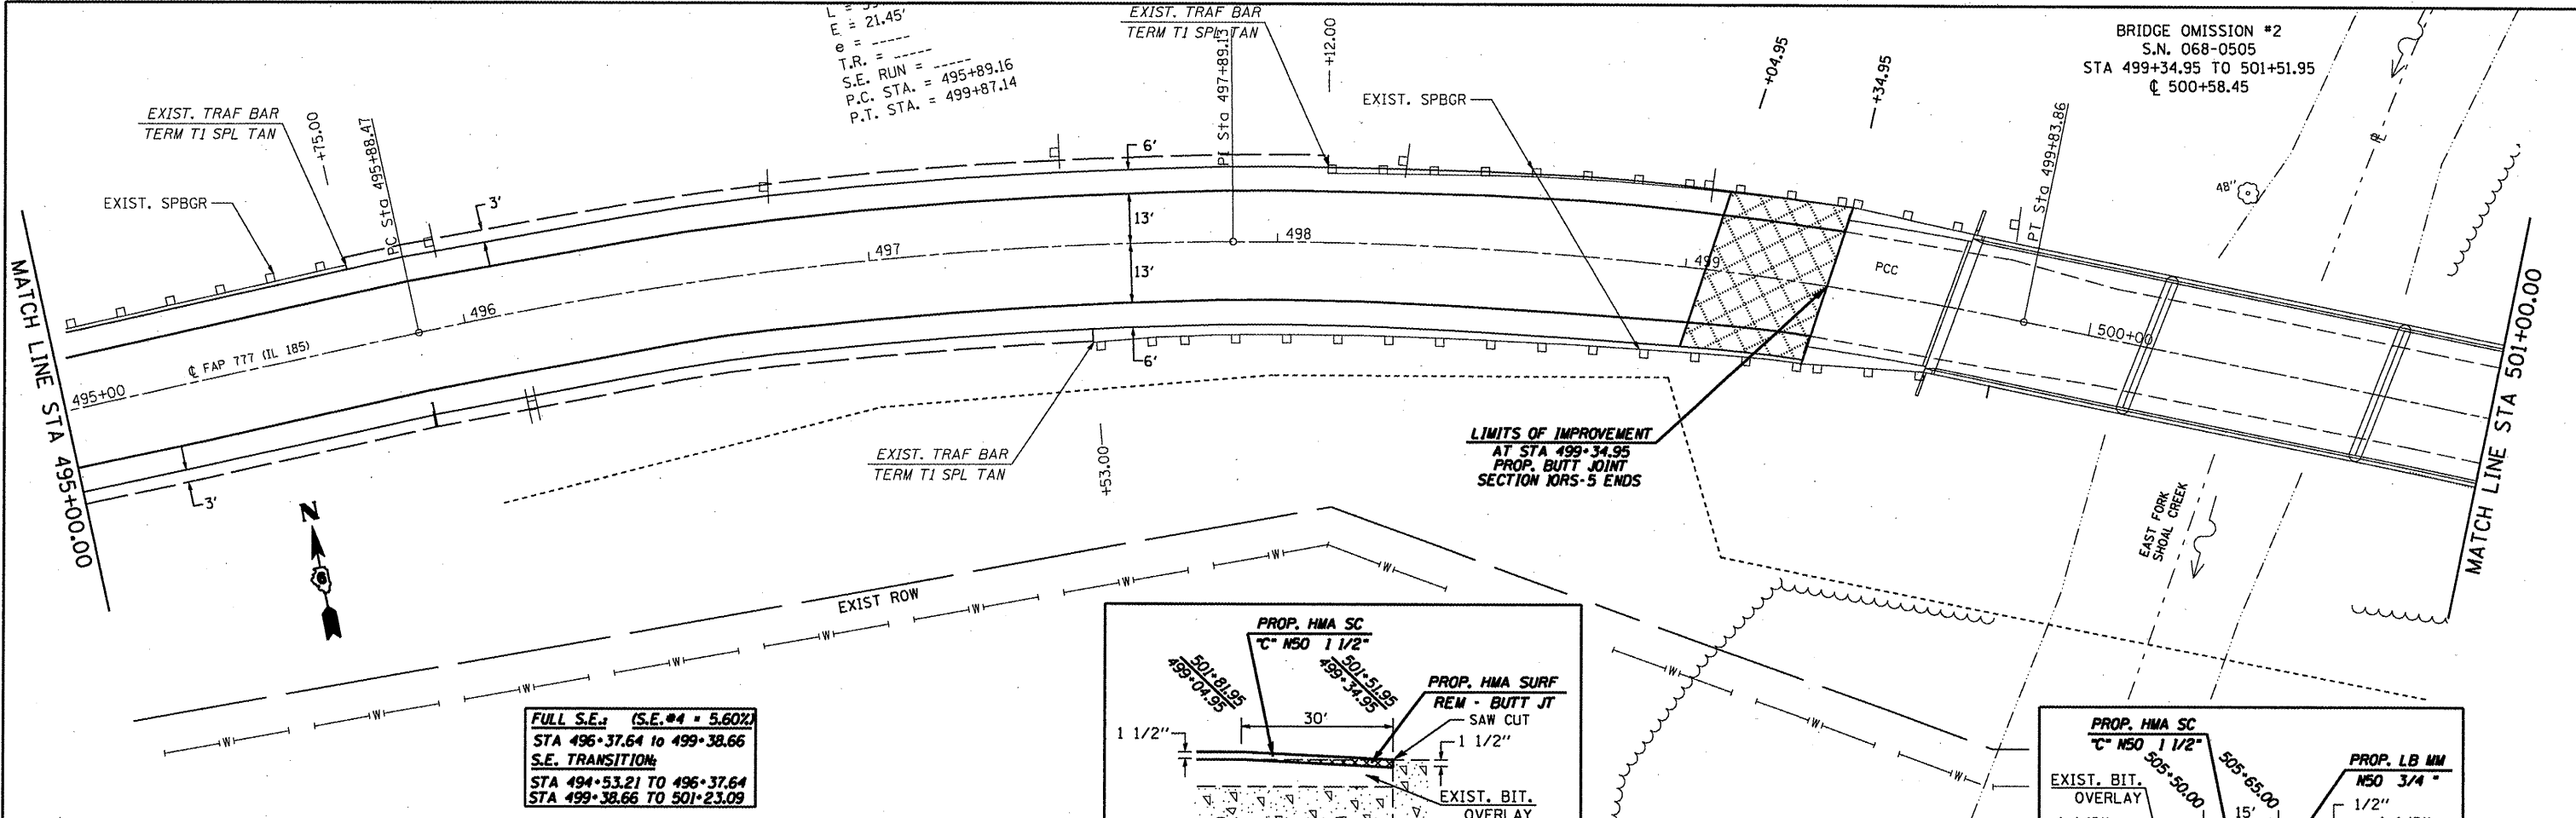 E = 21.45'
e = -----
T.R. = -----
S.E. RUN = -----
P.C. STA. = 495+89.16
P.T. STA. = 499+87.14
EXIST. TRAF BAR
TERM T1 SPL TAN
+12.00
PI Sta 497+89.13
+04.95
+34.95
BRIDGE OMISSION #2
S.N. 068-0505
STA 499+34.95 TO 501+51.95
℄ 500+58.45
EXIST. TRAF BAR
TERM T1 SPL TAN
+75.00
PC Sta 495+88.47
EXIST. SPBGR
EXIST. SPBGR
PT Sta 499+83.86
48"
3'
6'
13'
13'
496
497
498
499
PCC
500+00
495+00
℄ FAP 777 (IL 185)
MATCH LINE STA 495+00.00
MATCH LINE STA 501+00.00
3'
6'
EXIST. TRAF BAR
TERM T1 SPL TAN
+53.00
LIMITS OF IMPROVEMENT
AT STA 499+34.95
PROP. BUTT JOINT
SECTION 10RS-5 ENDS
EAST FORK
SHOAL CREEK
N
EXIST ROW
W W W W W W W W W
W W W W
FULL S.E.: (S.E.#4 = 5.60%)
STA 496+37.64 to 499+38.66
S.E. TRANSITION:
STA 494+53.21 TO 496+37.64
STA 499+38.66 TO 501+23.09
PROP. HMA SC
"C" N50 1 1/2"
501+81.95
499+04.95
501+51.95
499+34.95
PROP. HMA SURF
REM - BUTT JT
SAW CUT
30'
1 1/2"
1 1/2"
EXIST. BIT.
OVERLAY
PROP. HMA SC
"C" N50 1 1/2"
EXIST. BIT.
OVERLAY
505+50.00
505+65.00
15'
PROP. LB MM
N50 3/4 "
1/2"